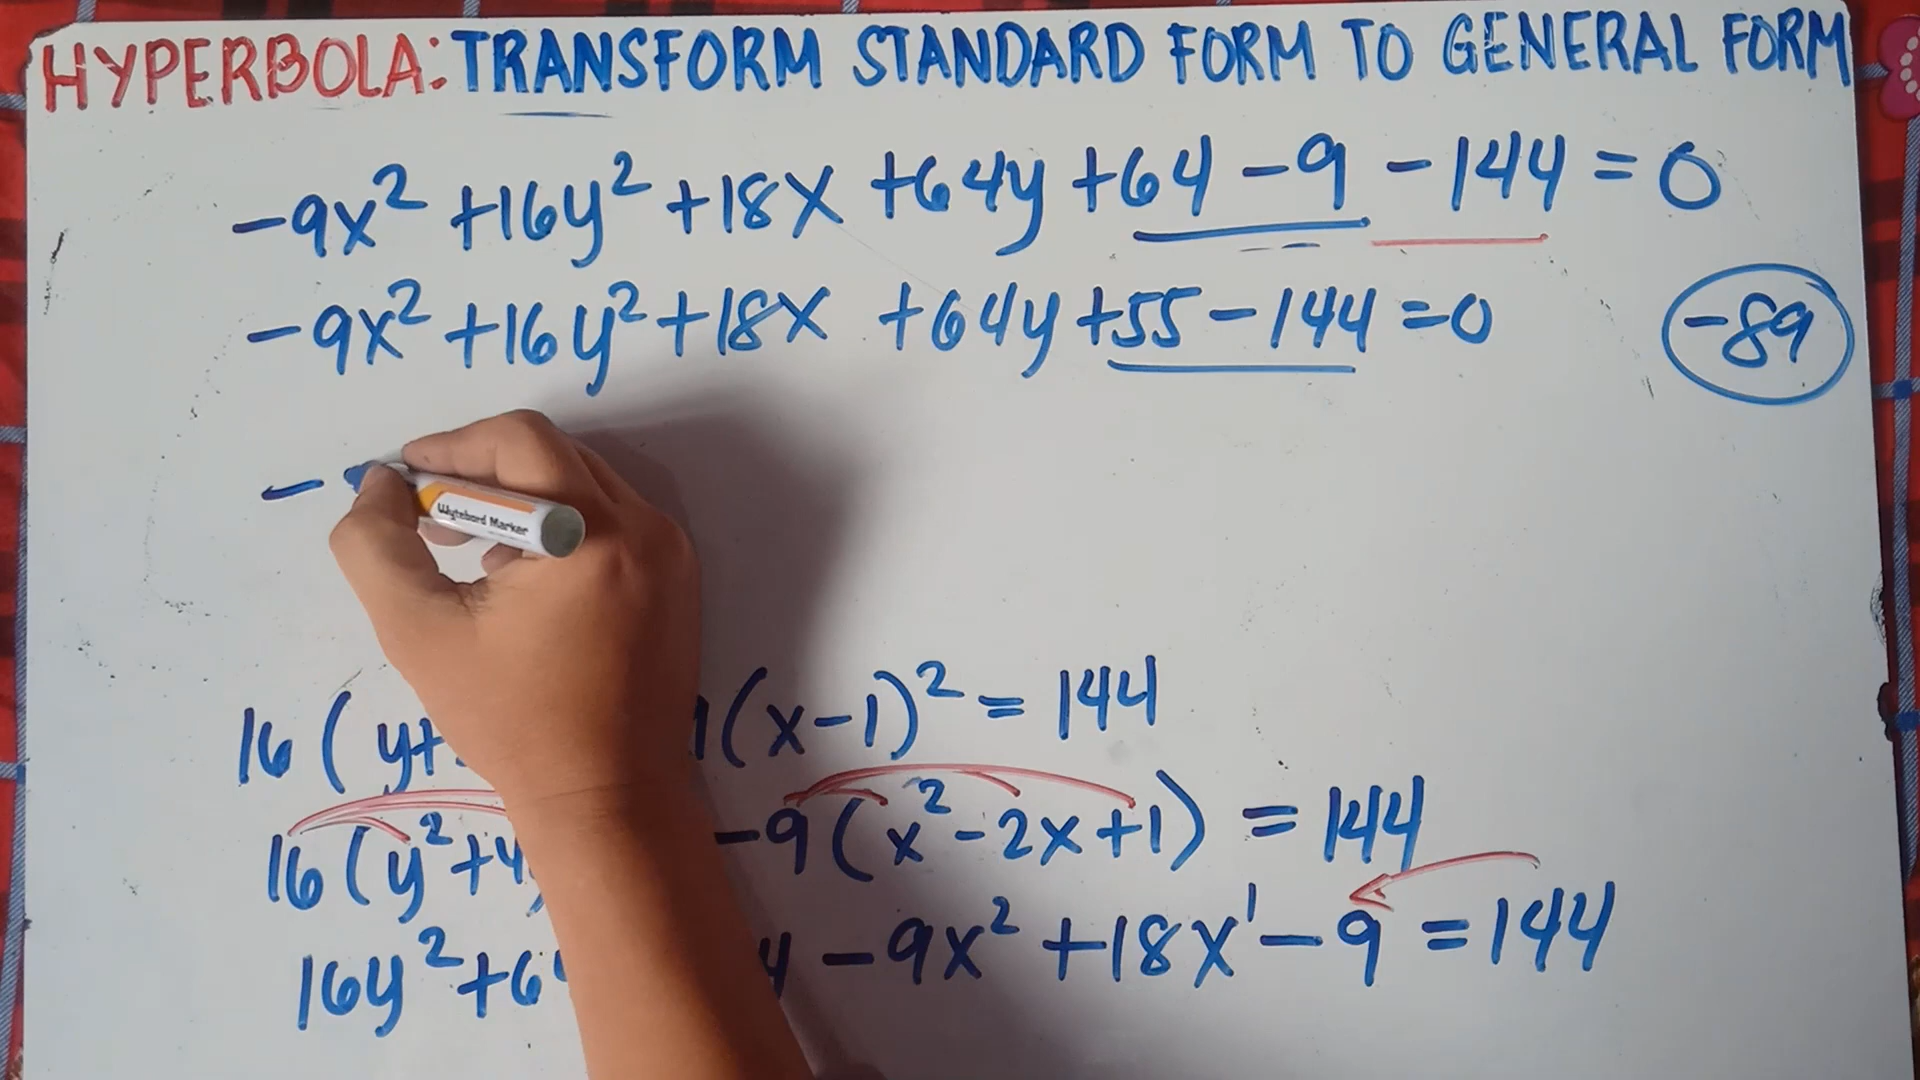 HYPERBOLA: TRANSFORM STANDARD FORM TO GENERAL FORM
-9x² +16y² +18x +64y +64 -9 -144 = 0
-9x² +16y² +18x +64y +55 -144 =0
-89
-
Wytebord Marker
16(y+ (x-1)² = 144
16(y²+4 -9(x²-2x+1) = 144
16y²+6 -9x² +18x¹-9 =144